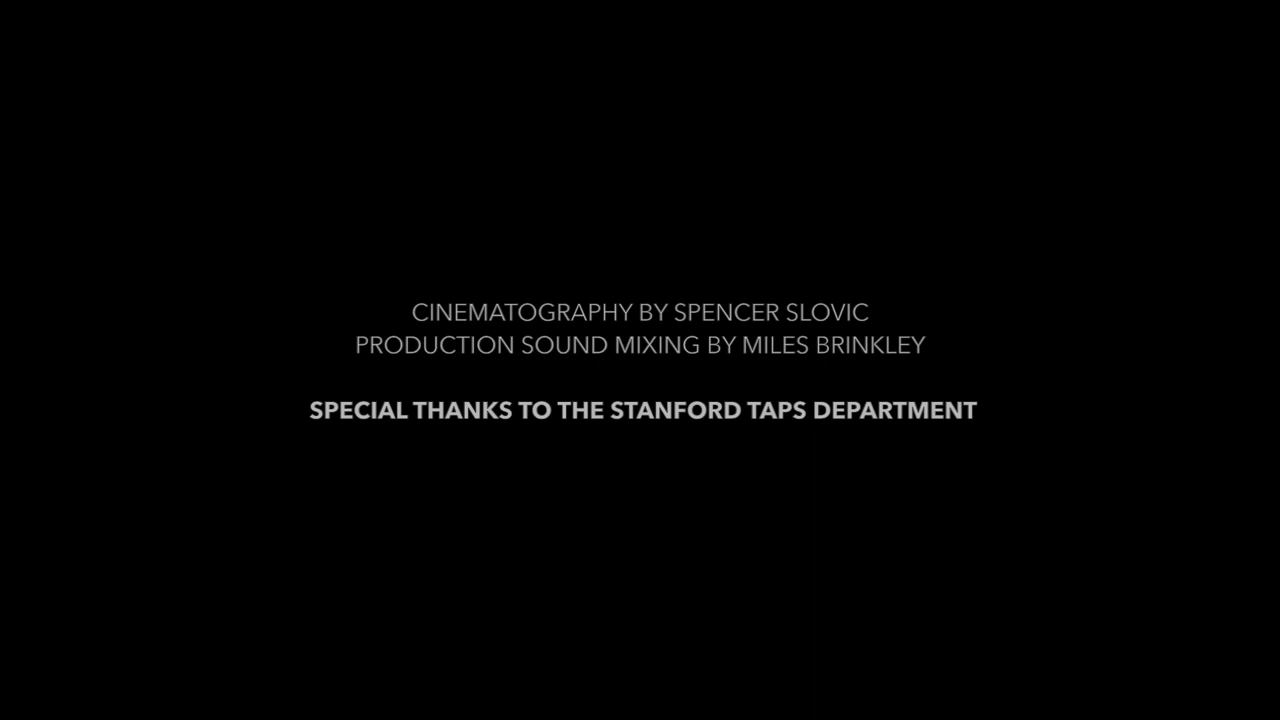 CINEMATOGRAPHY BY SPENCER SLOVIC
PRODUCTION SOUND MIXING BY MILES BRINKLEY
SPECIAL THANKS TO THE STANFORD TAPS DEPARTMENT